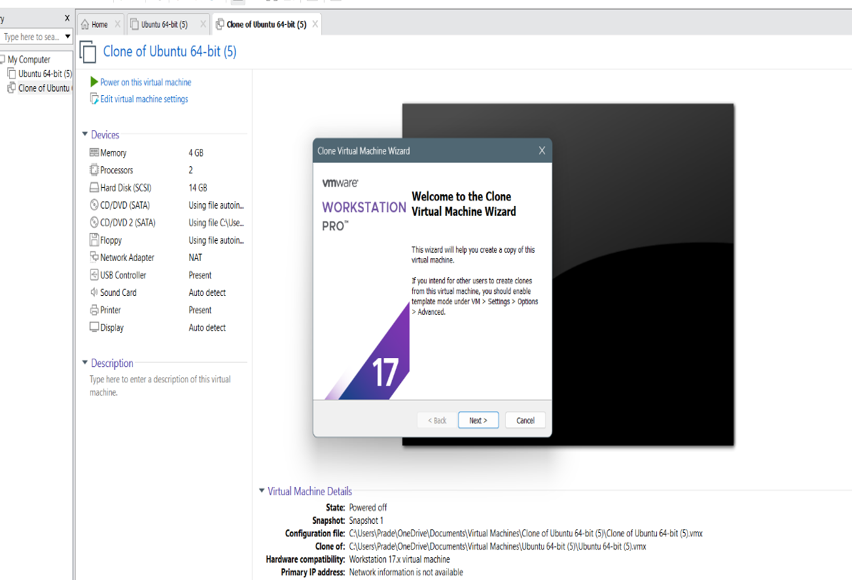 y X
Type here to sea...
My Computer
Ubuntu 64-bit (5)
Clone of Ubuntu
Home X Ubuntu 64-bit (5) X Clone of Ubuntu 64-bit (5) X
Clone of Ubuntu 64-bit (5)
Power on this virtual machine
Edit virtual machine settings
Devices
Memory 4 GB
Processors 2
Hard Disk (SCSI) 14 GB
CD/DVD (SATA) Using file autoin...
CD/DVD 2 (SATA) Using file C:\Use...
Floppy Using file autoin...
Network Adapter NAT
USB Controller Present
Sound Card Auto detect
Printer Present
Display Auto detect
Description
Type here to enter a description of this virtual
machine.
Clone Virtual Machine Wizard X
vmware®
WORKSTATION
PRO™
17
Welcome to the Clone
Virtual Machine Wizard
This wizard will help you create a copy of this
virtual machine.
If you intend for other users to create clones
from this virtual machine, you should enable
template mode under VM > Settings > Options
> Advanced.
< Back Next > Cancel
Virtual Machine Details
State: Powered off
Snapshot: Snapshot 1
Configuration file: C:\Users\Prade\OneDrive\Documents\Virtual Machines\Clone of Ubuntu 64-bit (5)\Clone of Ubuntu 64-bit (5).vmx
Clone of: C:\Users\Prade\OneDrive\Documents\Virtual Machines\Ubuntu 64-bit (5)\Ubuntu 64-bit (5).vmx
Hardware compatibility: Workstation 17.x virtual machine
Primary IP address: Network information is not available